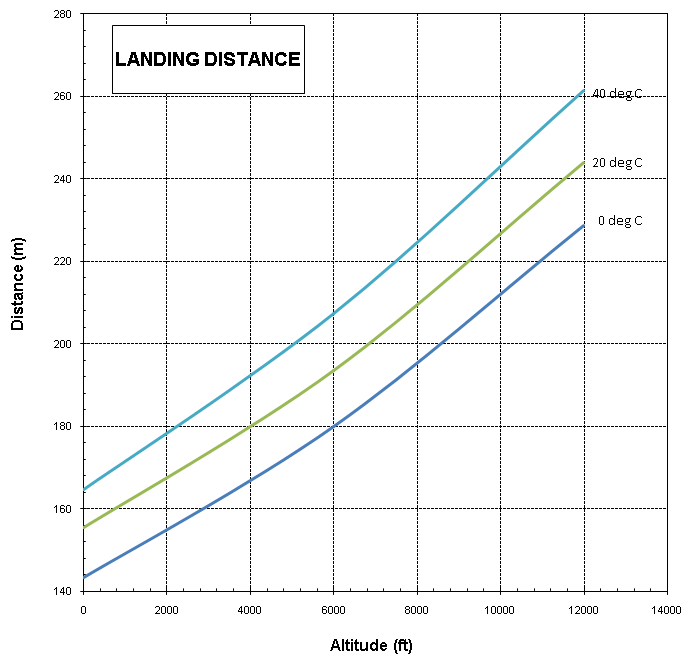 280
LANDING DISTANCE
260
40 deg C
240
20 deg C
220
0 deg C
200
180
160
140
Distance (m)
0 2000 4000 6000 8000 10000 12000 14000
Altitude (ft)